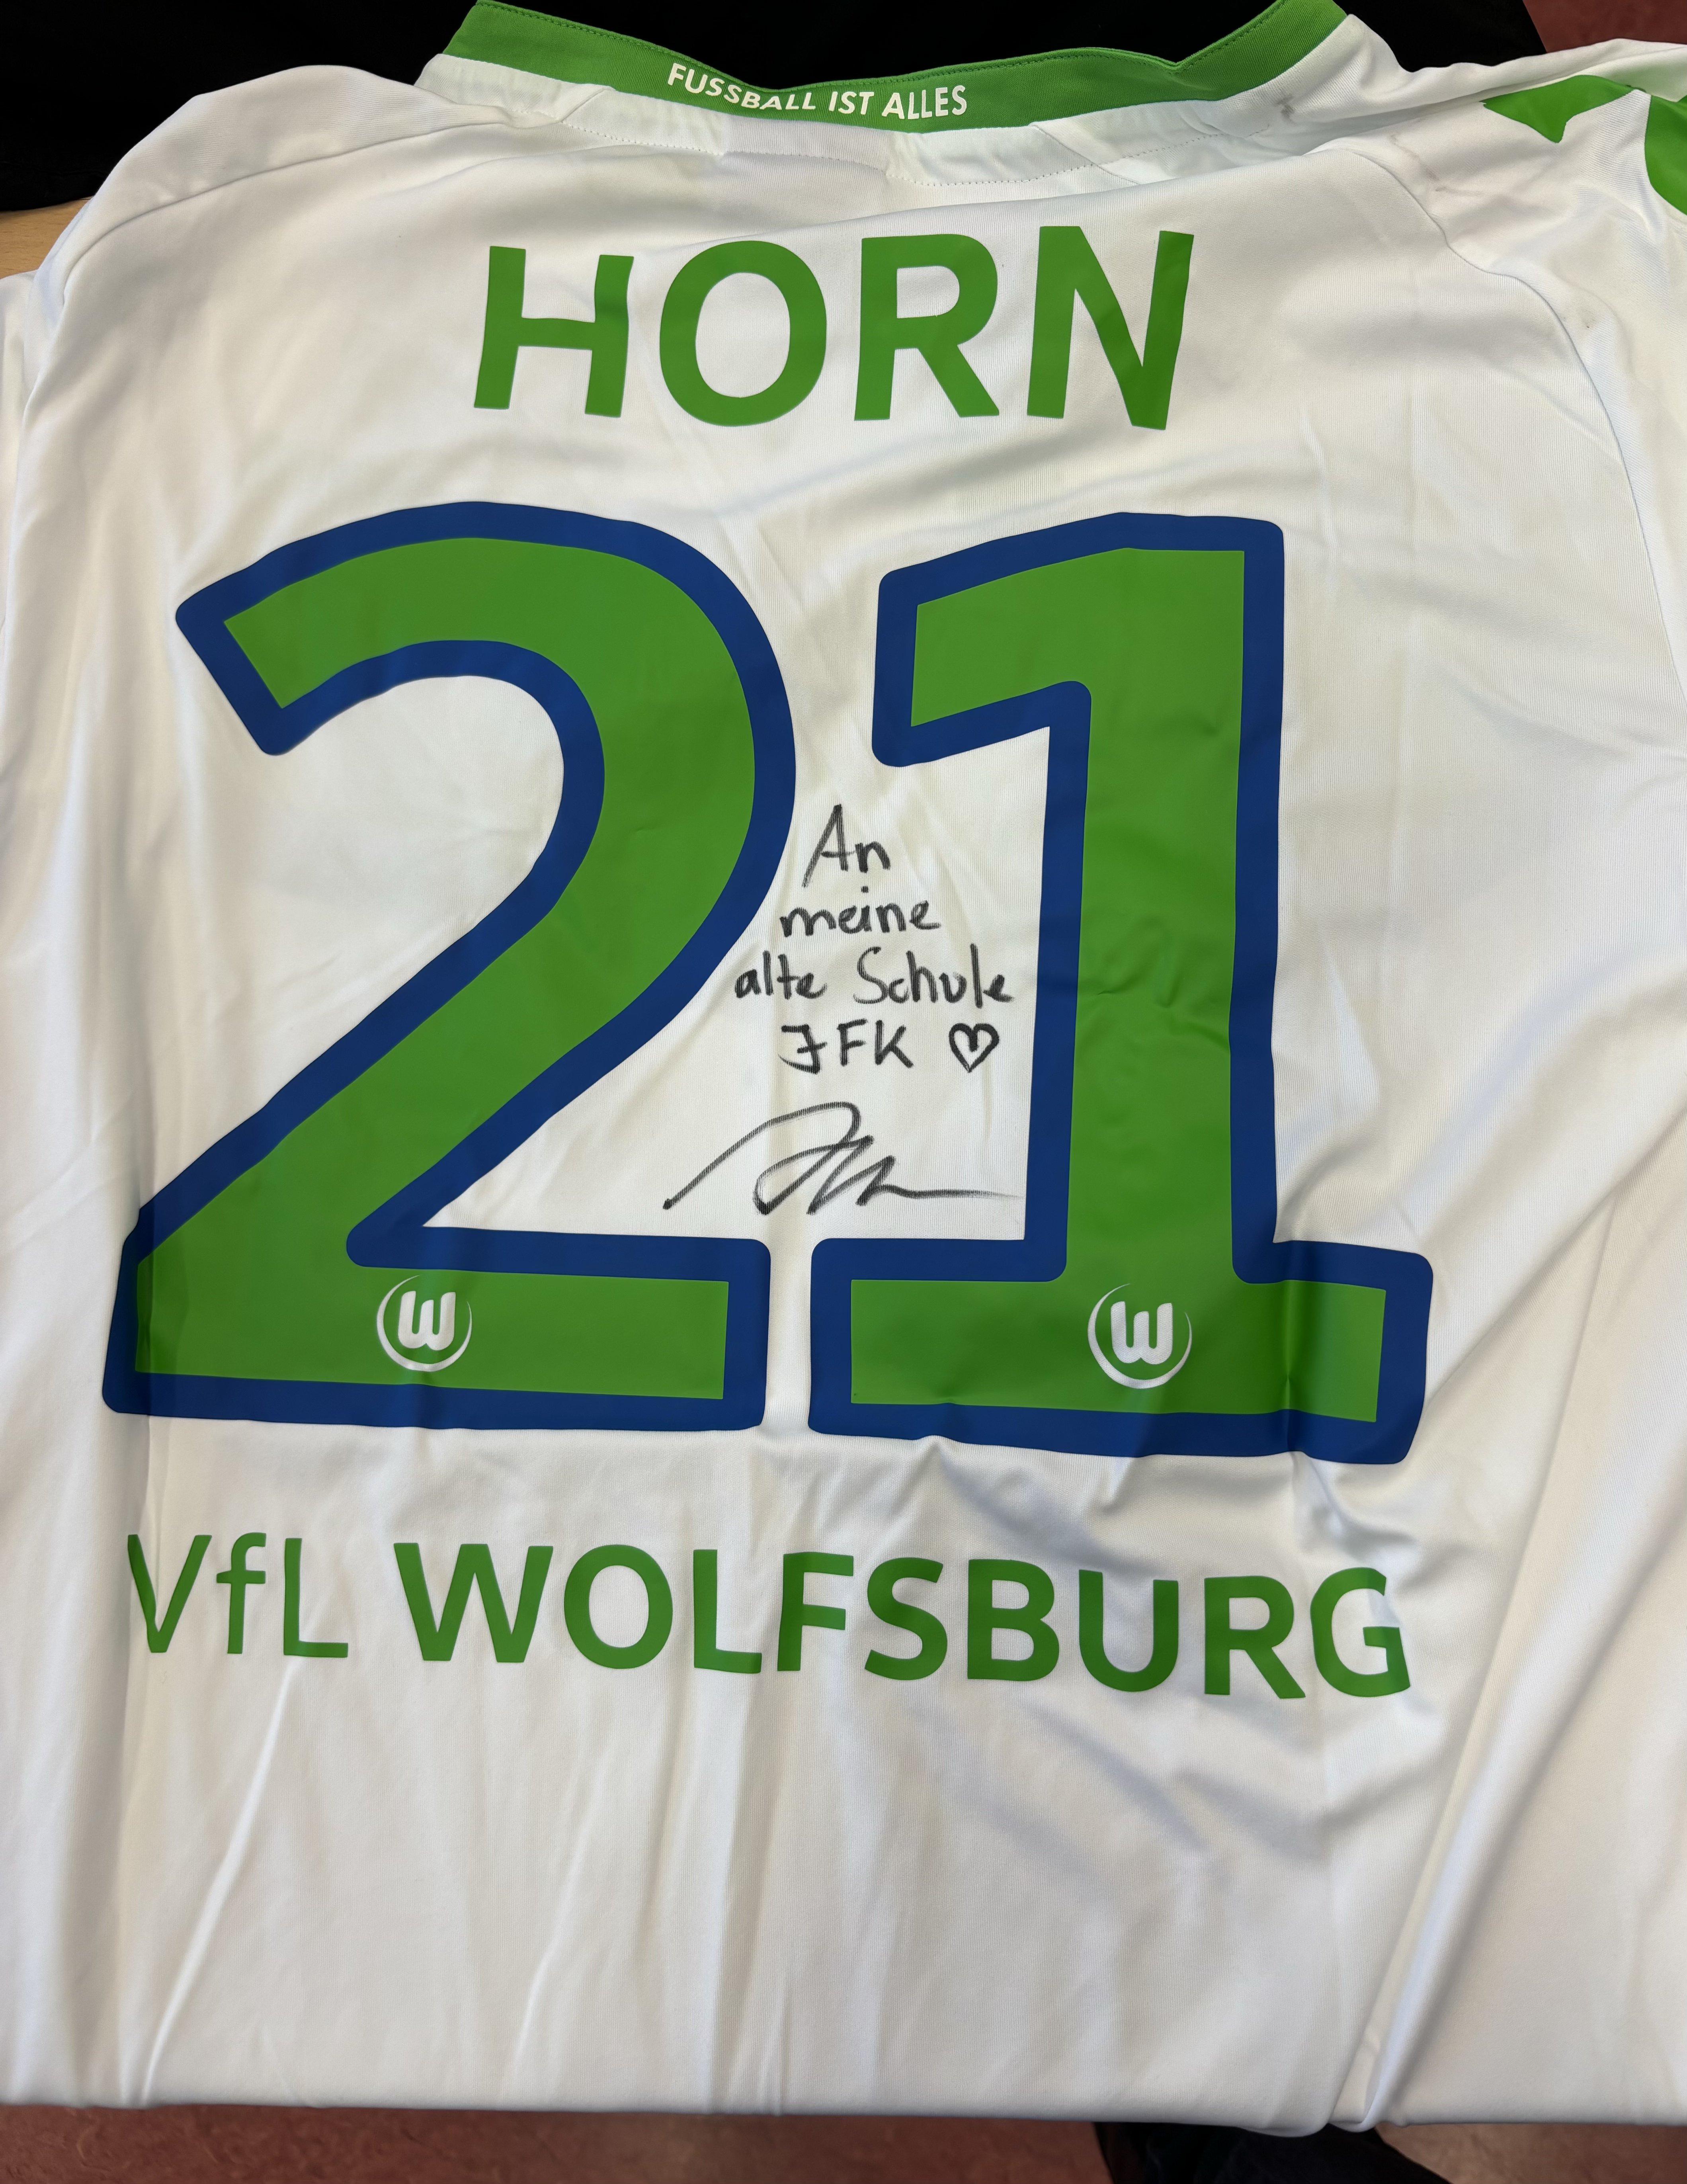 FUSSBALL IST ALLES
HORN
21
An
meine
alte Schule
JFK ♡
W W
VfL WOLFSBURG